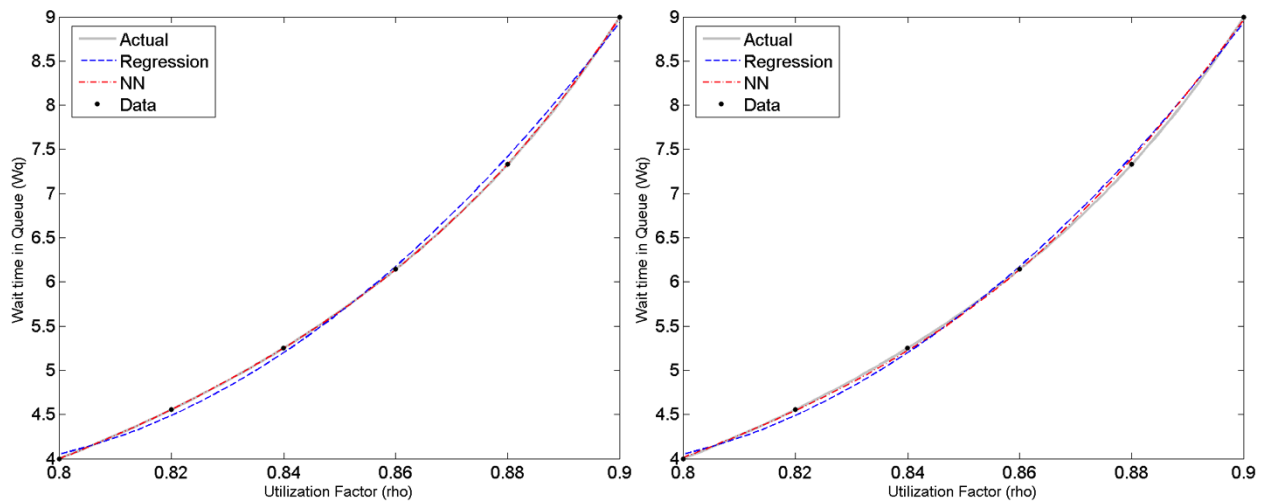 9
8.5
8
7.5
7
6.5
6
5.5
5
4.5
4
Wait time in Queue (Wq)
Actual
Regression
NN
Data
0.8 0.82 0.84 0.86 0.88 0.9
Utilization Factor (rho)
9
8.5
8
7.5
7
6.5
6
5.5
5
4.5
4
Wait time in Queue (Wq)
Actual
Regression
NN
Data
0.8 0.82 0.84 0.86 0.88 0.9
Utilization Factor (rho)